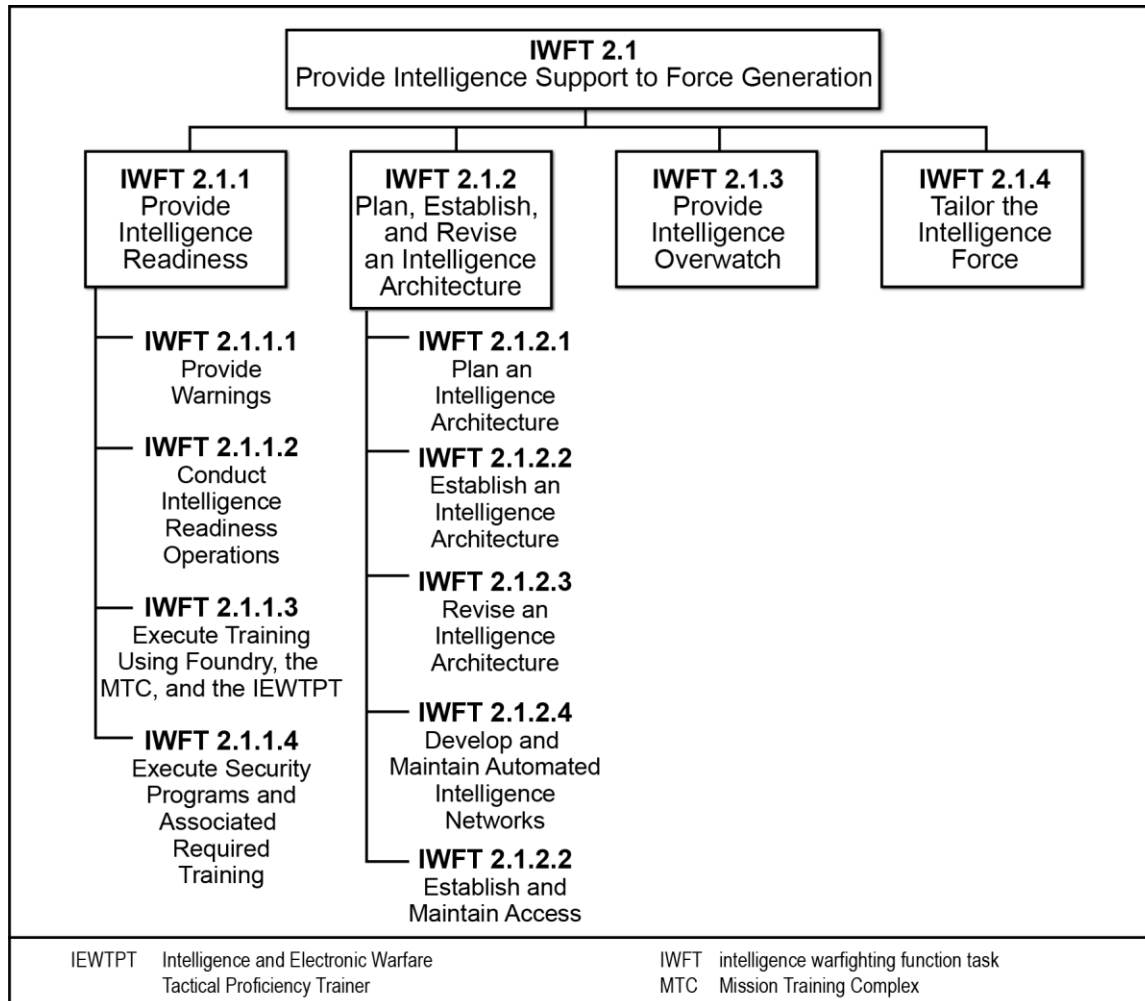 IWFT 2.1
Provide Intelligence Support to Force Generation
IWFT 2.1.1
Provide
Intelligence
Readiness
IWFT 2.1.1.1
Provide
Warnings
IWFT 2.1.1.2
Conduct
Intelligence
Readiness
Operations
IWFT 2.1.1.3
Execute Training
Using Foundry, the
MTC, and the IEWTPT
IWFT 2.1.1.4
Execute Security
Programs and
Associated
Required
Training
IWFT 2.1.2
Plan, Establish,
and Revise
an Intelligence
Architecture
IWFT 2.1.2.1
Plan an
Intelligence
Architecture
IWFT 2.1.2.2
Establish an
Intelligence
Architecture
IWFT 2.1.2.3
Revise an
Intelligence
Architecture
IWFT 2.1.2.4
Develop and
Maintain Automated
Intelligence
Networks
IWFT 2.1.2.2
Establish and
Maintain Access
IWFT 2.1.3
Provide
Intelligence
Overwatch
IWFT 2.1.4
Tailor the
Intelligence
Force
IEWTPT Intelligence and Electronic Warfare
Tactical Proficiency Trainer
IWFT intelligence warfighting function task
MTC Mission Training Complex